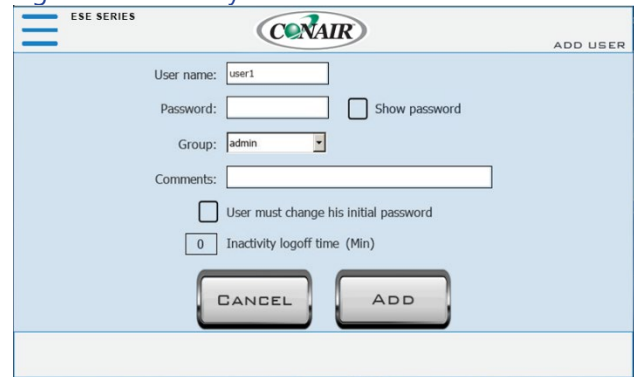 ESE SERIES
CONAIR
ADD USER
User name: user1
Password: Show password
Group: admin
Comments:
User must change his initial password
0 Inactivity logoff time (Min)
CANCEL ADD